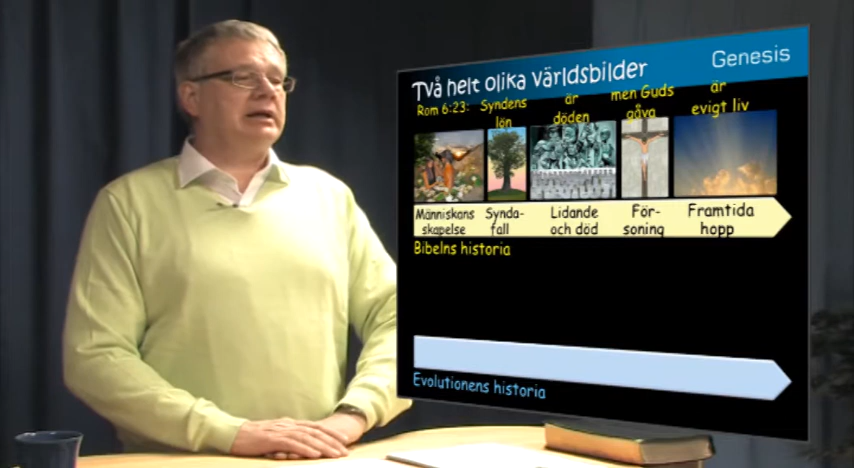 Två helt olika världsbilder
Genesis
Rom 6:23:
Syndens
lön
är
döden
men Guds
gåva
är
evigt liv
Människans
skapelse
Synda-
fall
Lidande
och död
För-
soning
Framtida
hopp
Bibelns historia
Evolutionens historia